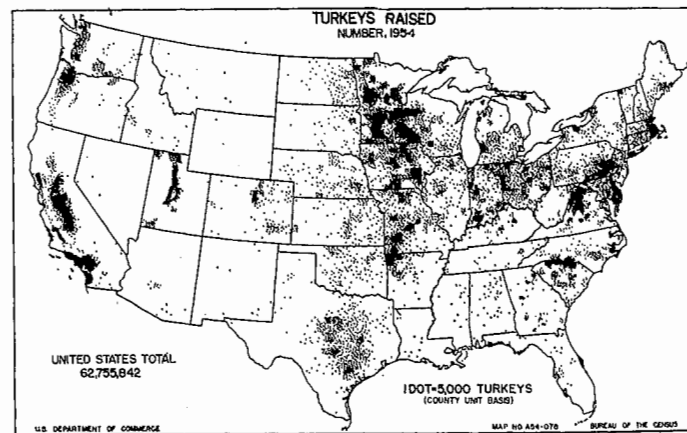 TURKEYS RAISED
NUMBER, 1954
UNITED STATES TOTAL
62,755,842
1 DOT=5,000 TURKEYS
(COUNTY UNIT BASIS)
U.S. DEPARTMENT OF COMMERCE
MAP NO A54-078
BUREAU OF THE CENSUS